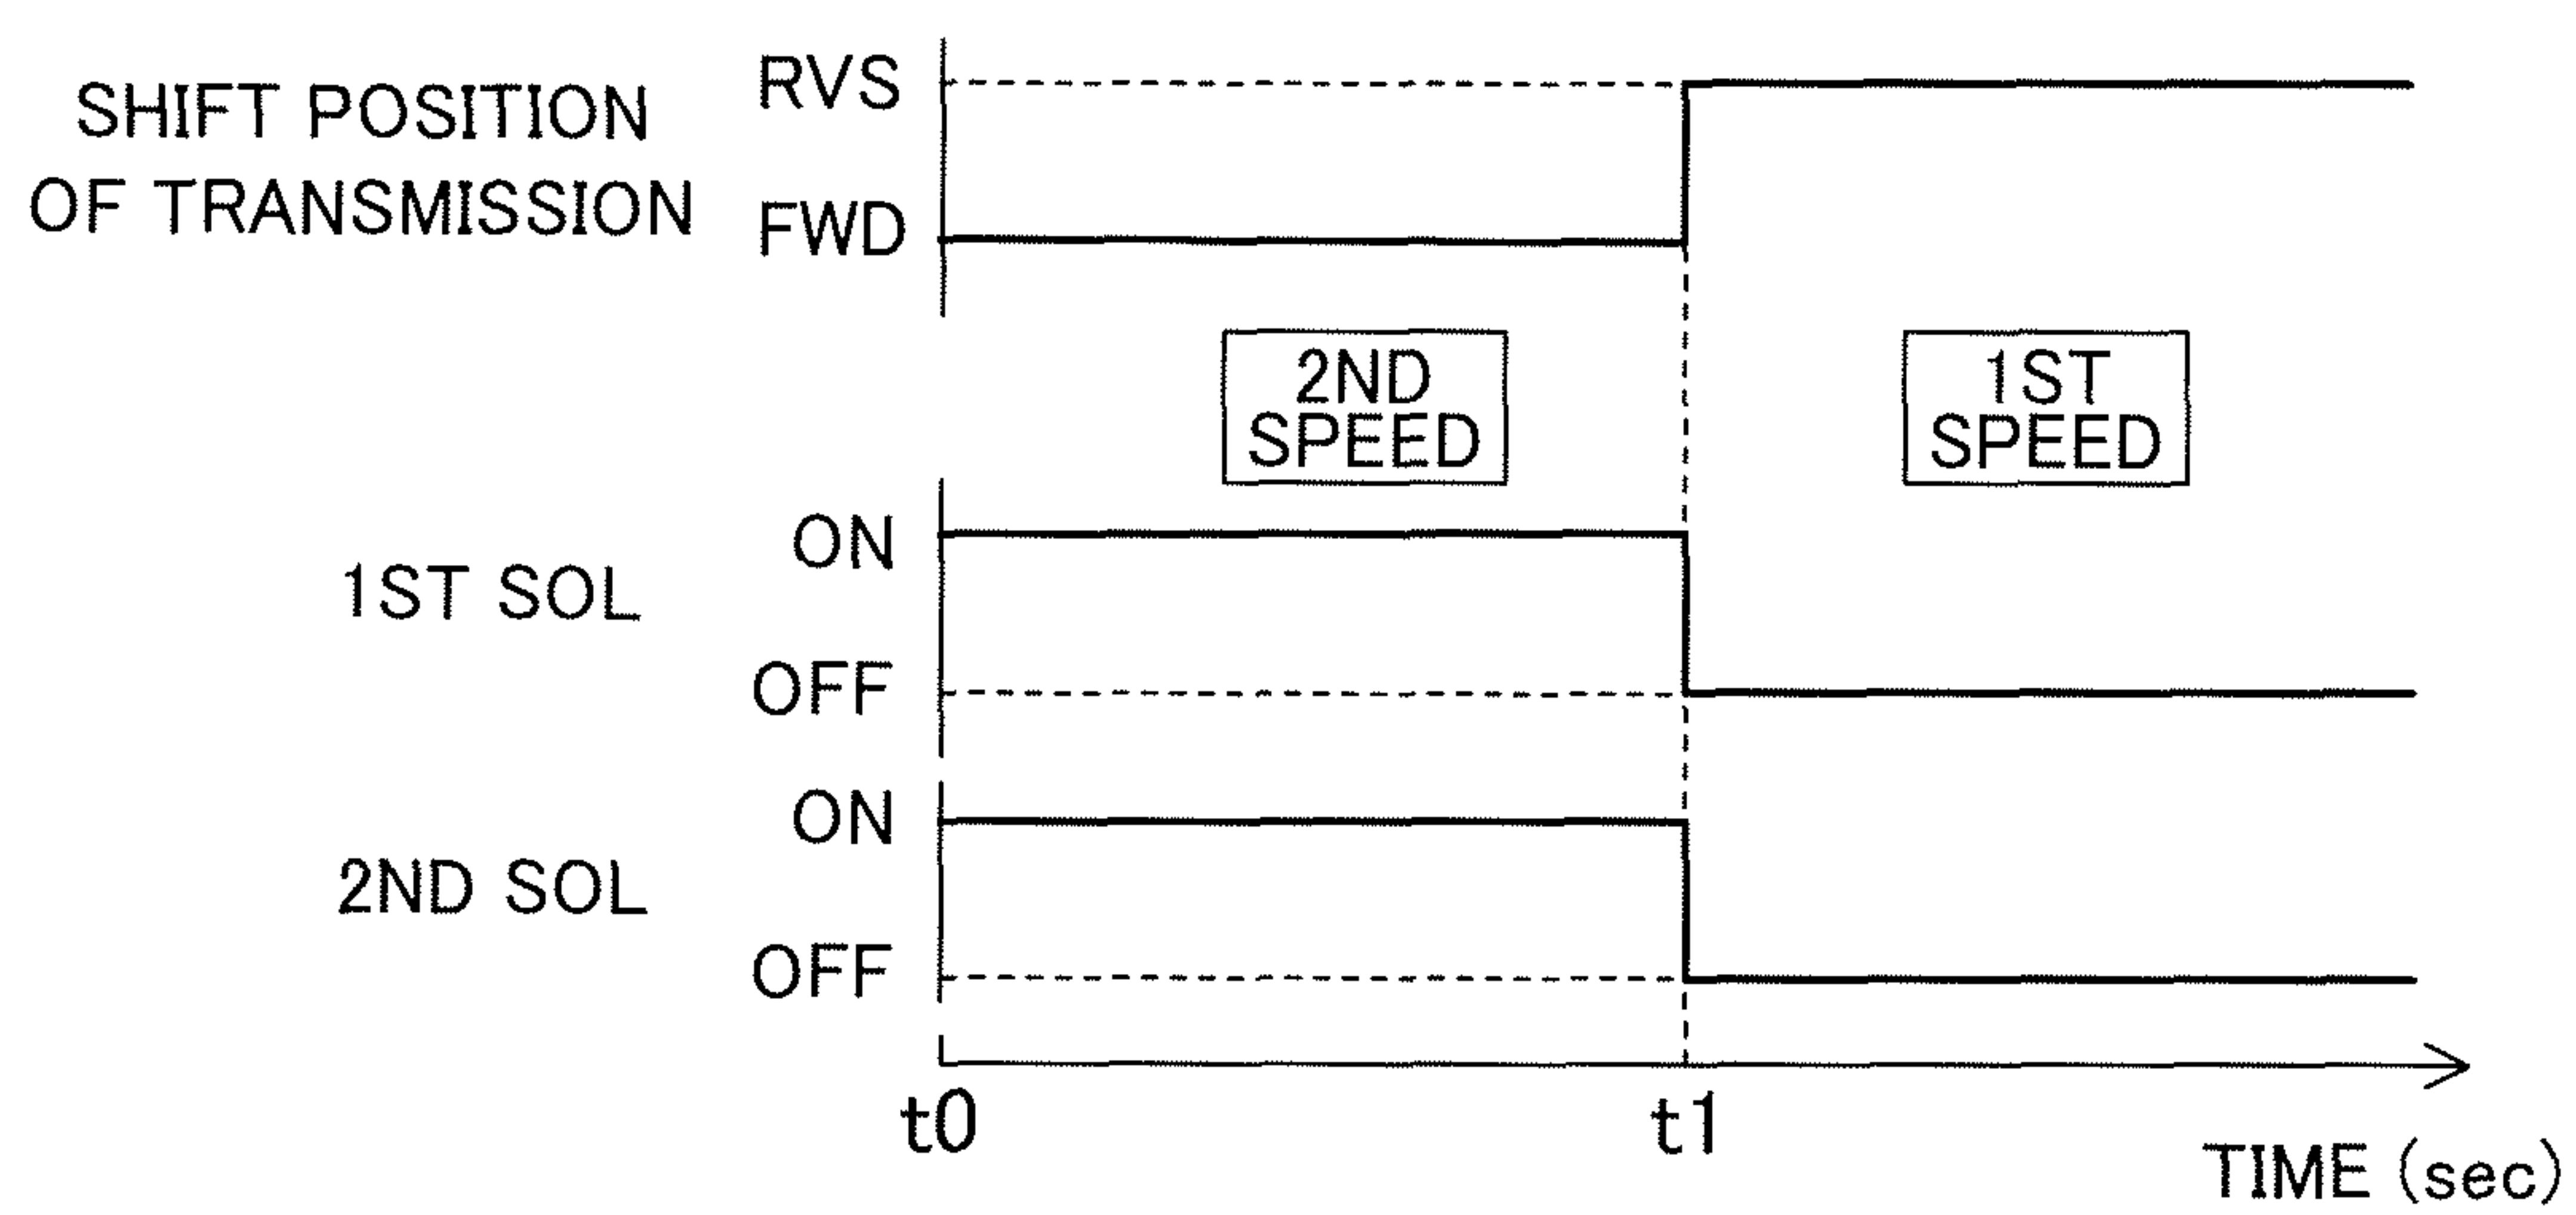 RVS
SHIFT POSITION
OF TRANSMISSION
FWD
2ND
SPEED
1ST
SPEED
ON
1ST SOL
OFF
ON
2ND SOL
OFF
t0
t1
TIME (sec)